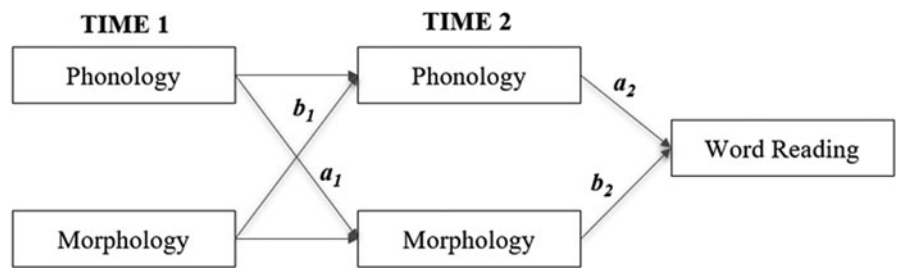 TIME 1
TIME 2
Phonology
Phonology
b₁
a₂
Word Reading
a₁
b₂
Morphology
Morphology